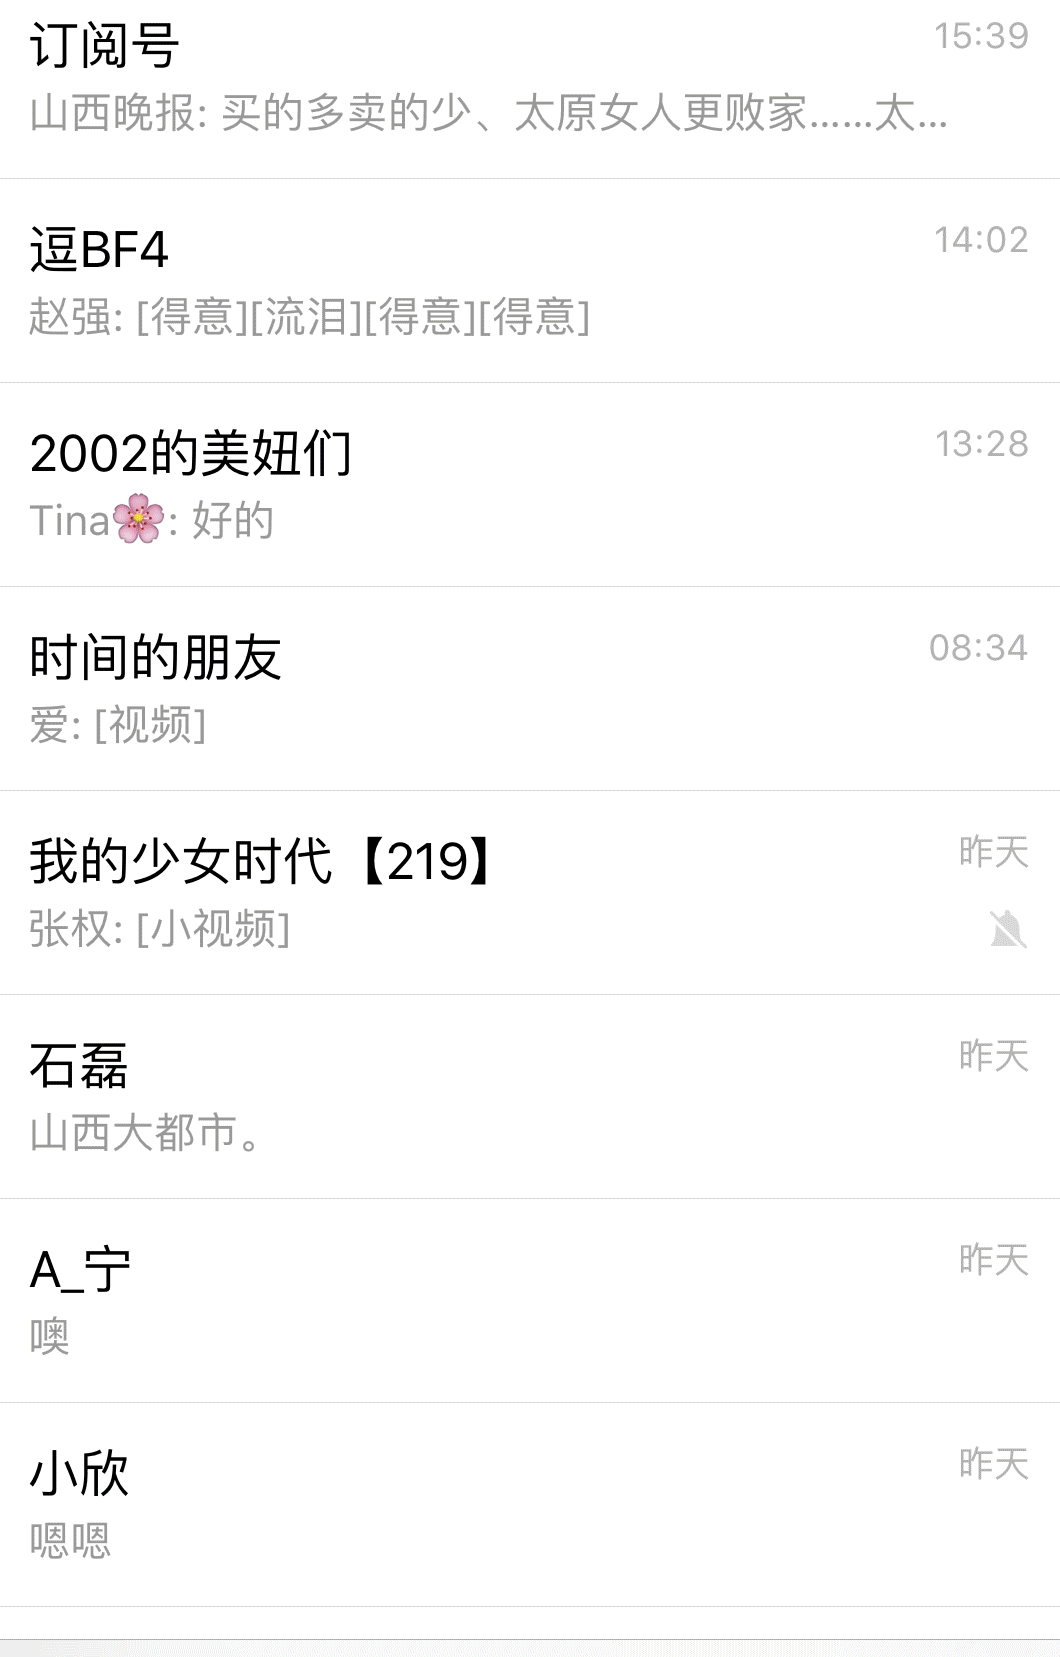 订阅号
15:39
山西晚报: 买的多卖的少、太原女人更败家……太...
逗BF4
14:02
赵强: [得意][流泪][得意][得意]
2002的美妞们
13:28
Tina🌸: 好的
时间的朋友
08:34
爱: [视频]
我的少女时代【219】
昨天
张权: [小视频]
石磊
昨天
山西大都市。
A_宁
昨天
噢
小欣
昨天
嗯嗯